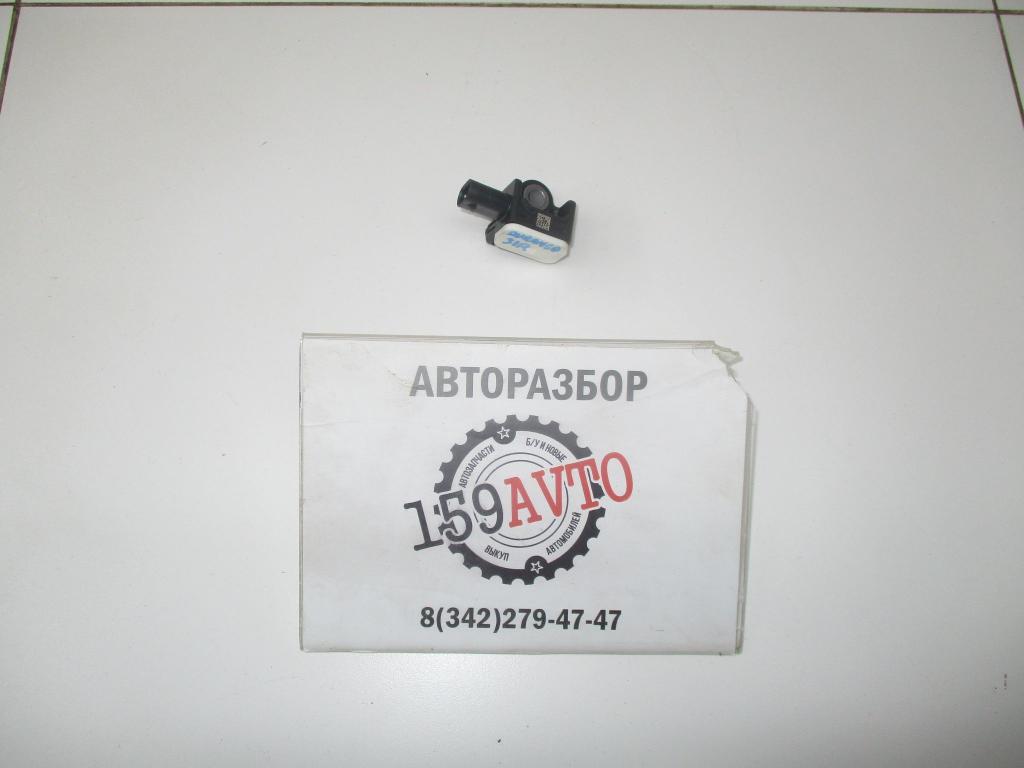 АВТОРАЗБОР
АВТОЗАПЧАСТИ
Б/У И НОВЫЕ
159AVTO
ВЫКУП
АВТОМОБИЛЕЙ
8(342)279-47-47